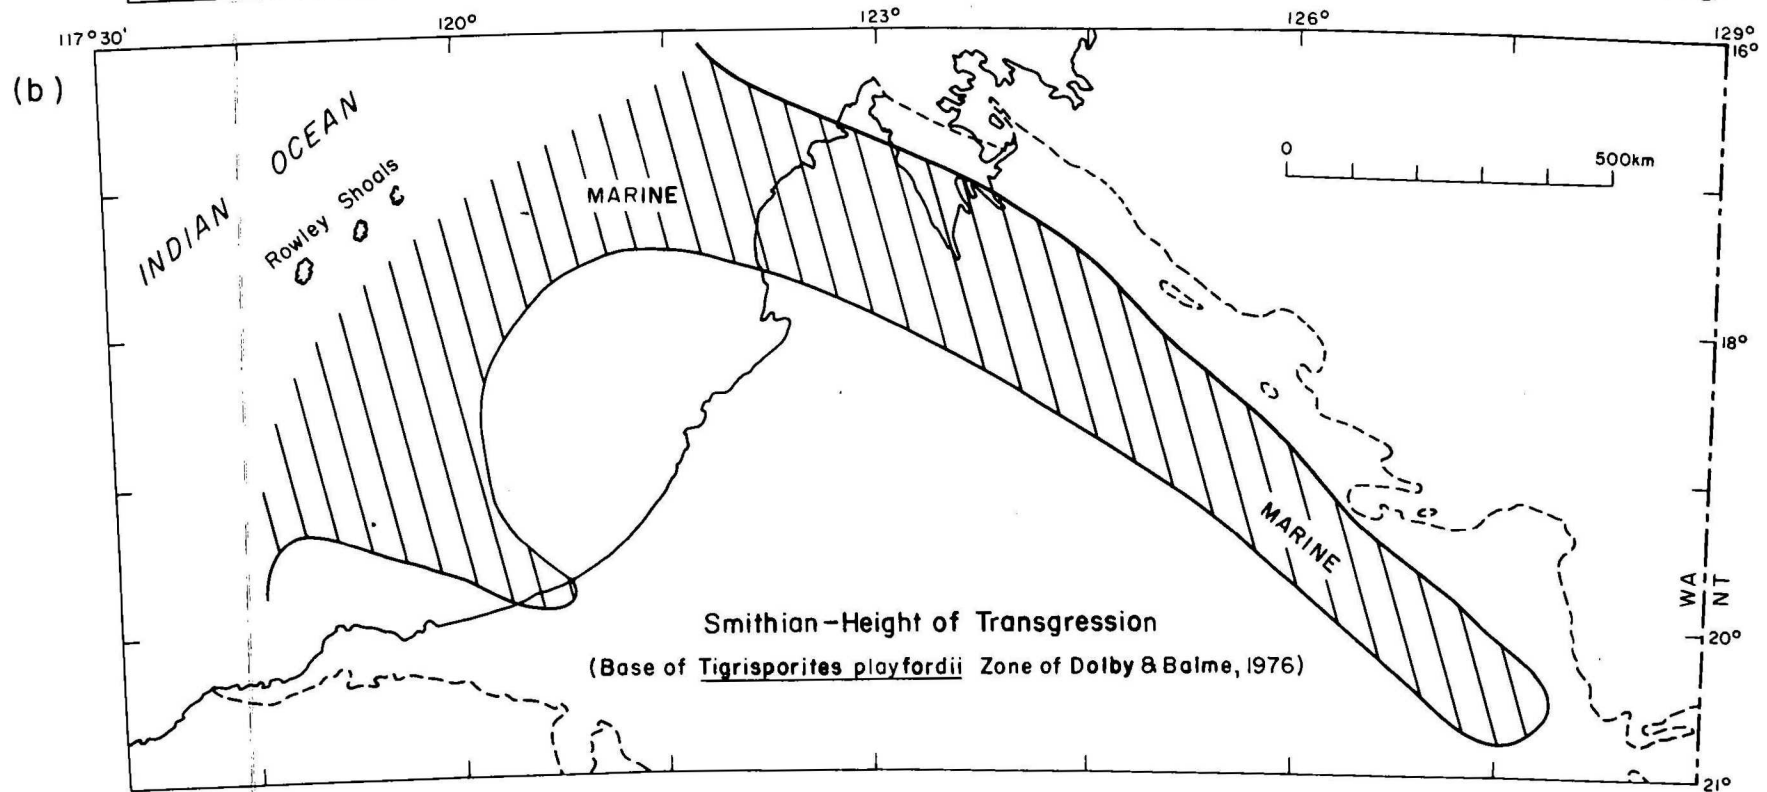 117°30'
120°
123°
126°
129°
16°
(b)
INDIAN OCEAN
Rowley Shoals
MARINE
0 500km
18°
MARINE
WA
NT
20°
Smithian-Height of Transgression
(Base of Tigrisporites playfordii Zone of Dolby & Balme, 1976)
21°